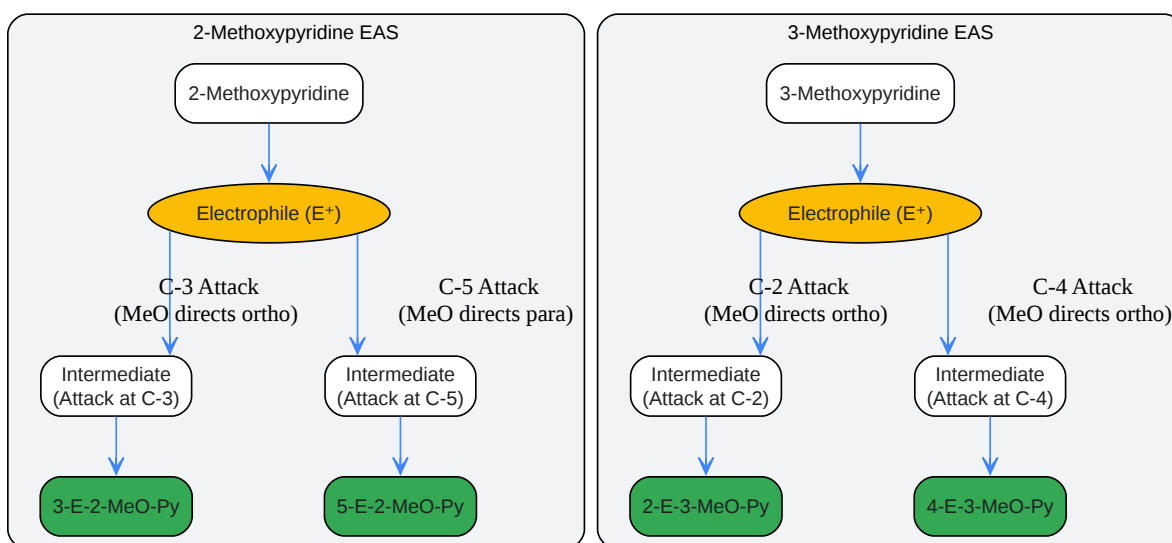 2-Methoxypyridine EAS
2-Methoxypyridine
Electrophile (E⁺)
C-3 Attack
(MeO directs ortho)
C-5 Attack
(MeO directs para)
Intermediate
(Attack at C-3)
Intermediate
(Attack at C-5)
3-E-2-MeO-Py
5-E-2-MeO-Py
3-Methoxypyridine EAS
3-Methoxypyridine
Electrophile (E⁺)
C-2 Attack
(MeO directs ortho)
C-4 Attack
(MeO directs ortho)
Intermediate
(Attack at C-2)
Intermediate
(Attack at C-4)
2-E-3-MeO-Py
4-E-3-MeO-Py